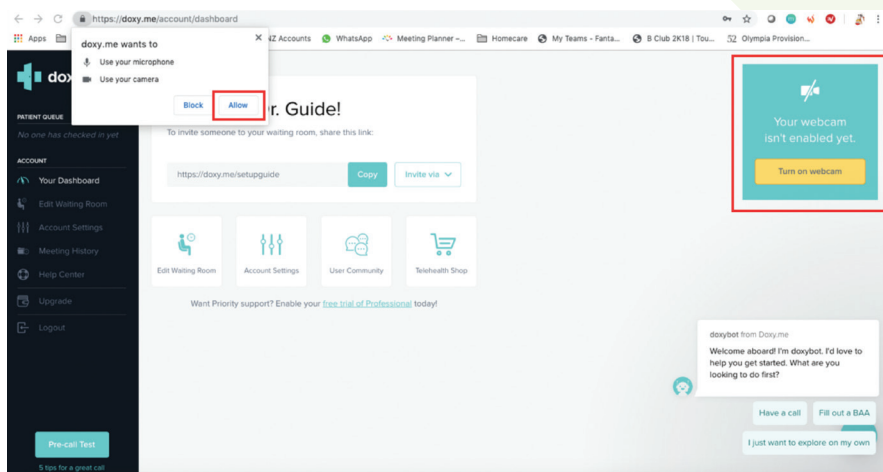 https://doxy.me/account/dashboard
Apps
NZ Accounts
WhatsApp
Meeting Planner –...
Homecare
My Teams - Fanta...
B Club 2K18 | Tou...
Olympia Provision...
doxy.me wants to
Use your microphone
Use your camera
Block
Allow
dox
PATIENT QUEUE
No one has checked in yet
ACCOUNT
Your Dashboard
Edit Waiting Room
Account Settings
Meeting History
Help Center
Upgrade
Logout
Pre-call Test
5 tips for a great call
r. Guide!
To invite someone to your waiting room, share this link:
https://doxy.me/setupguide
Copy
Invite via
Edit Waiting Room
Account Settings
User Community
Telehealth Shop
Want Priority support? Enable your free trial of Professional today!
Your webcam
isn't enabled yet.
Turn on webcam
doxybot from Doxy.me
Welcome aboard! I'm doxybot. I'd love to
help you get started. What are you
looking to do first?
Have a call
Fill out a BAA
I just want to explore on my own